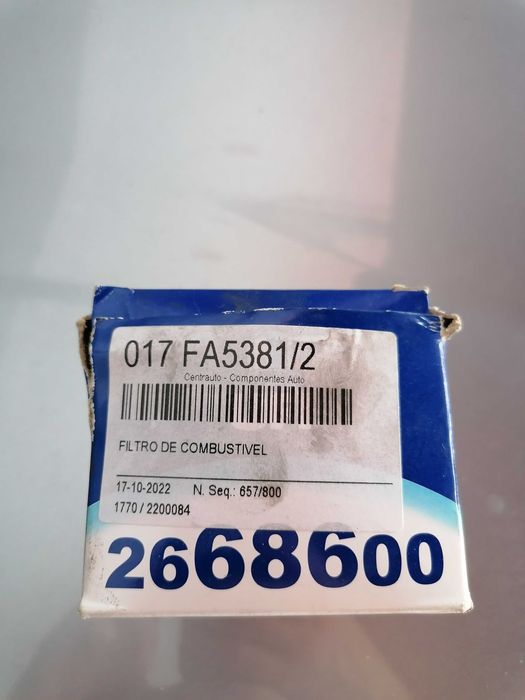 017 FA5381/2
Centrauto - Componentes Auto
FILTRO DE COMBUSTIVEL
17-10-2022 N. Seq.: 657/800
1770 / 2200084
2668600